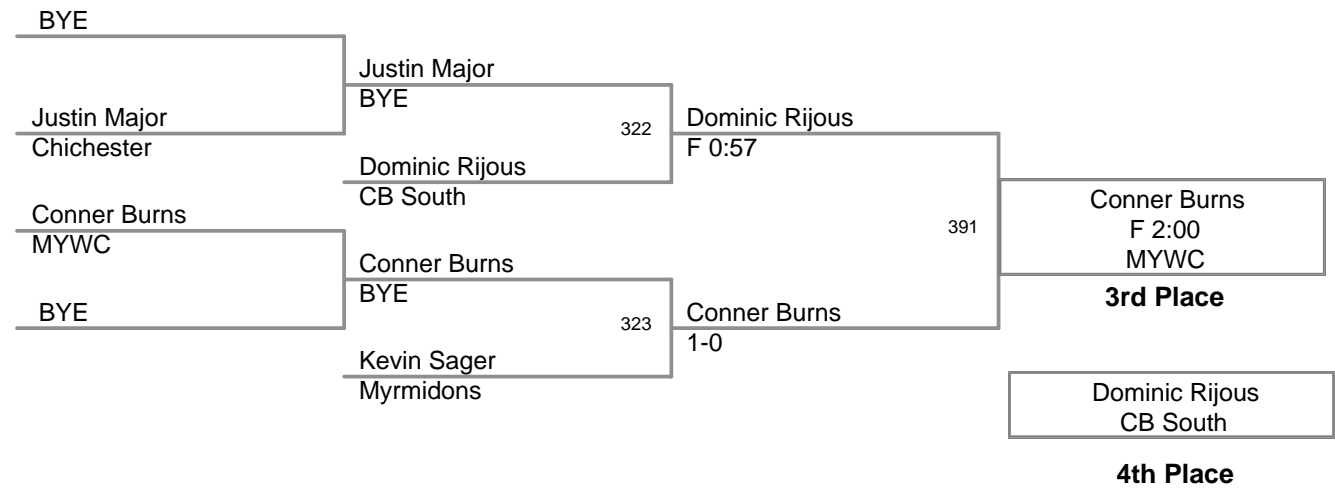 BYE
Justin Major
BYE
Justin Major
Chichester
322
Dominic Rijous
F 0:57
Dominic Rijous
CB South
Conner Burns
MYWC
391
Conner Burns
F 2:00
MYWC
3rd Place
Conner Burns
BYE
BYE
323
Conner Burns
1-0
Kevin Sager
Myrmidons
Dominic Rijous
CB South
4th Place